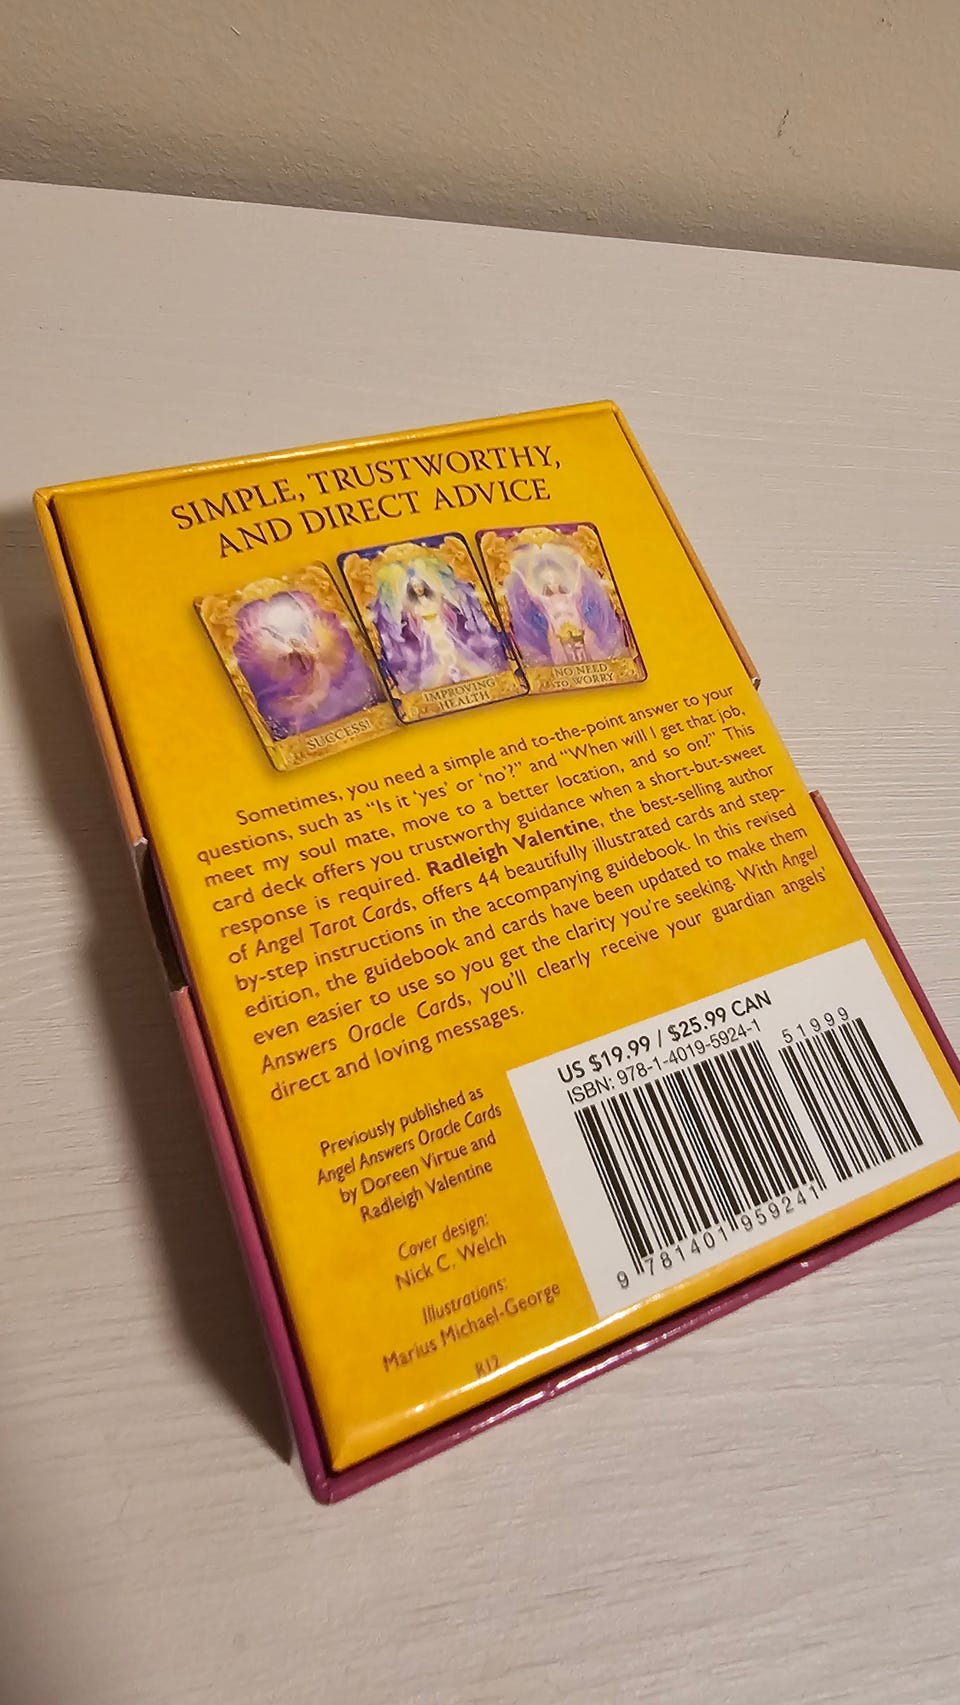 SIMPLE, TRUSTWORTHY,
AND DIRECT ADVICE
SUCCESS!
IMPROVING
HEALTH
NO NEED
TO WORRY
Sometimes, you need a simple and to-the-point answer to your
questions, such as “Is it ‘yes’ or ‘no’?” and “When will I get that job,
meet my soul mate, move to a better location, and so on?” This
card deck offers you trustworthy guidance when a short-but-sweet
response is required. Radleigh Valentine, the best-selling author
of Angel Tarot Cards, offers 44 beautifully illustrated cards and step-
by-step instructions in the accompanying guidebook. In this revised
edition, the guidebook and cards have been updated to make them
even easier to use so you get the clarity you’re seeking. With Angel
Answers Oracle Cards, you’ll clearly receive your guardian angels’
direct and loving messages.
Previously published as
Angel Answers Oracle Cards
by Doreen Virtue and
Radleigh Valentine
Cover design:
Nick C. Welch
Illustrations:
Marius Michael-George
R12
US $19.99 / $25.99 CAN
ISBN: 978-1-4019-5924-1
51999
9 781401 959241